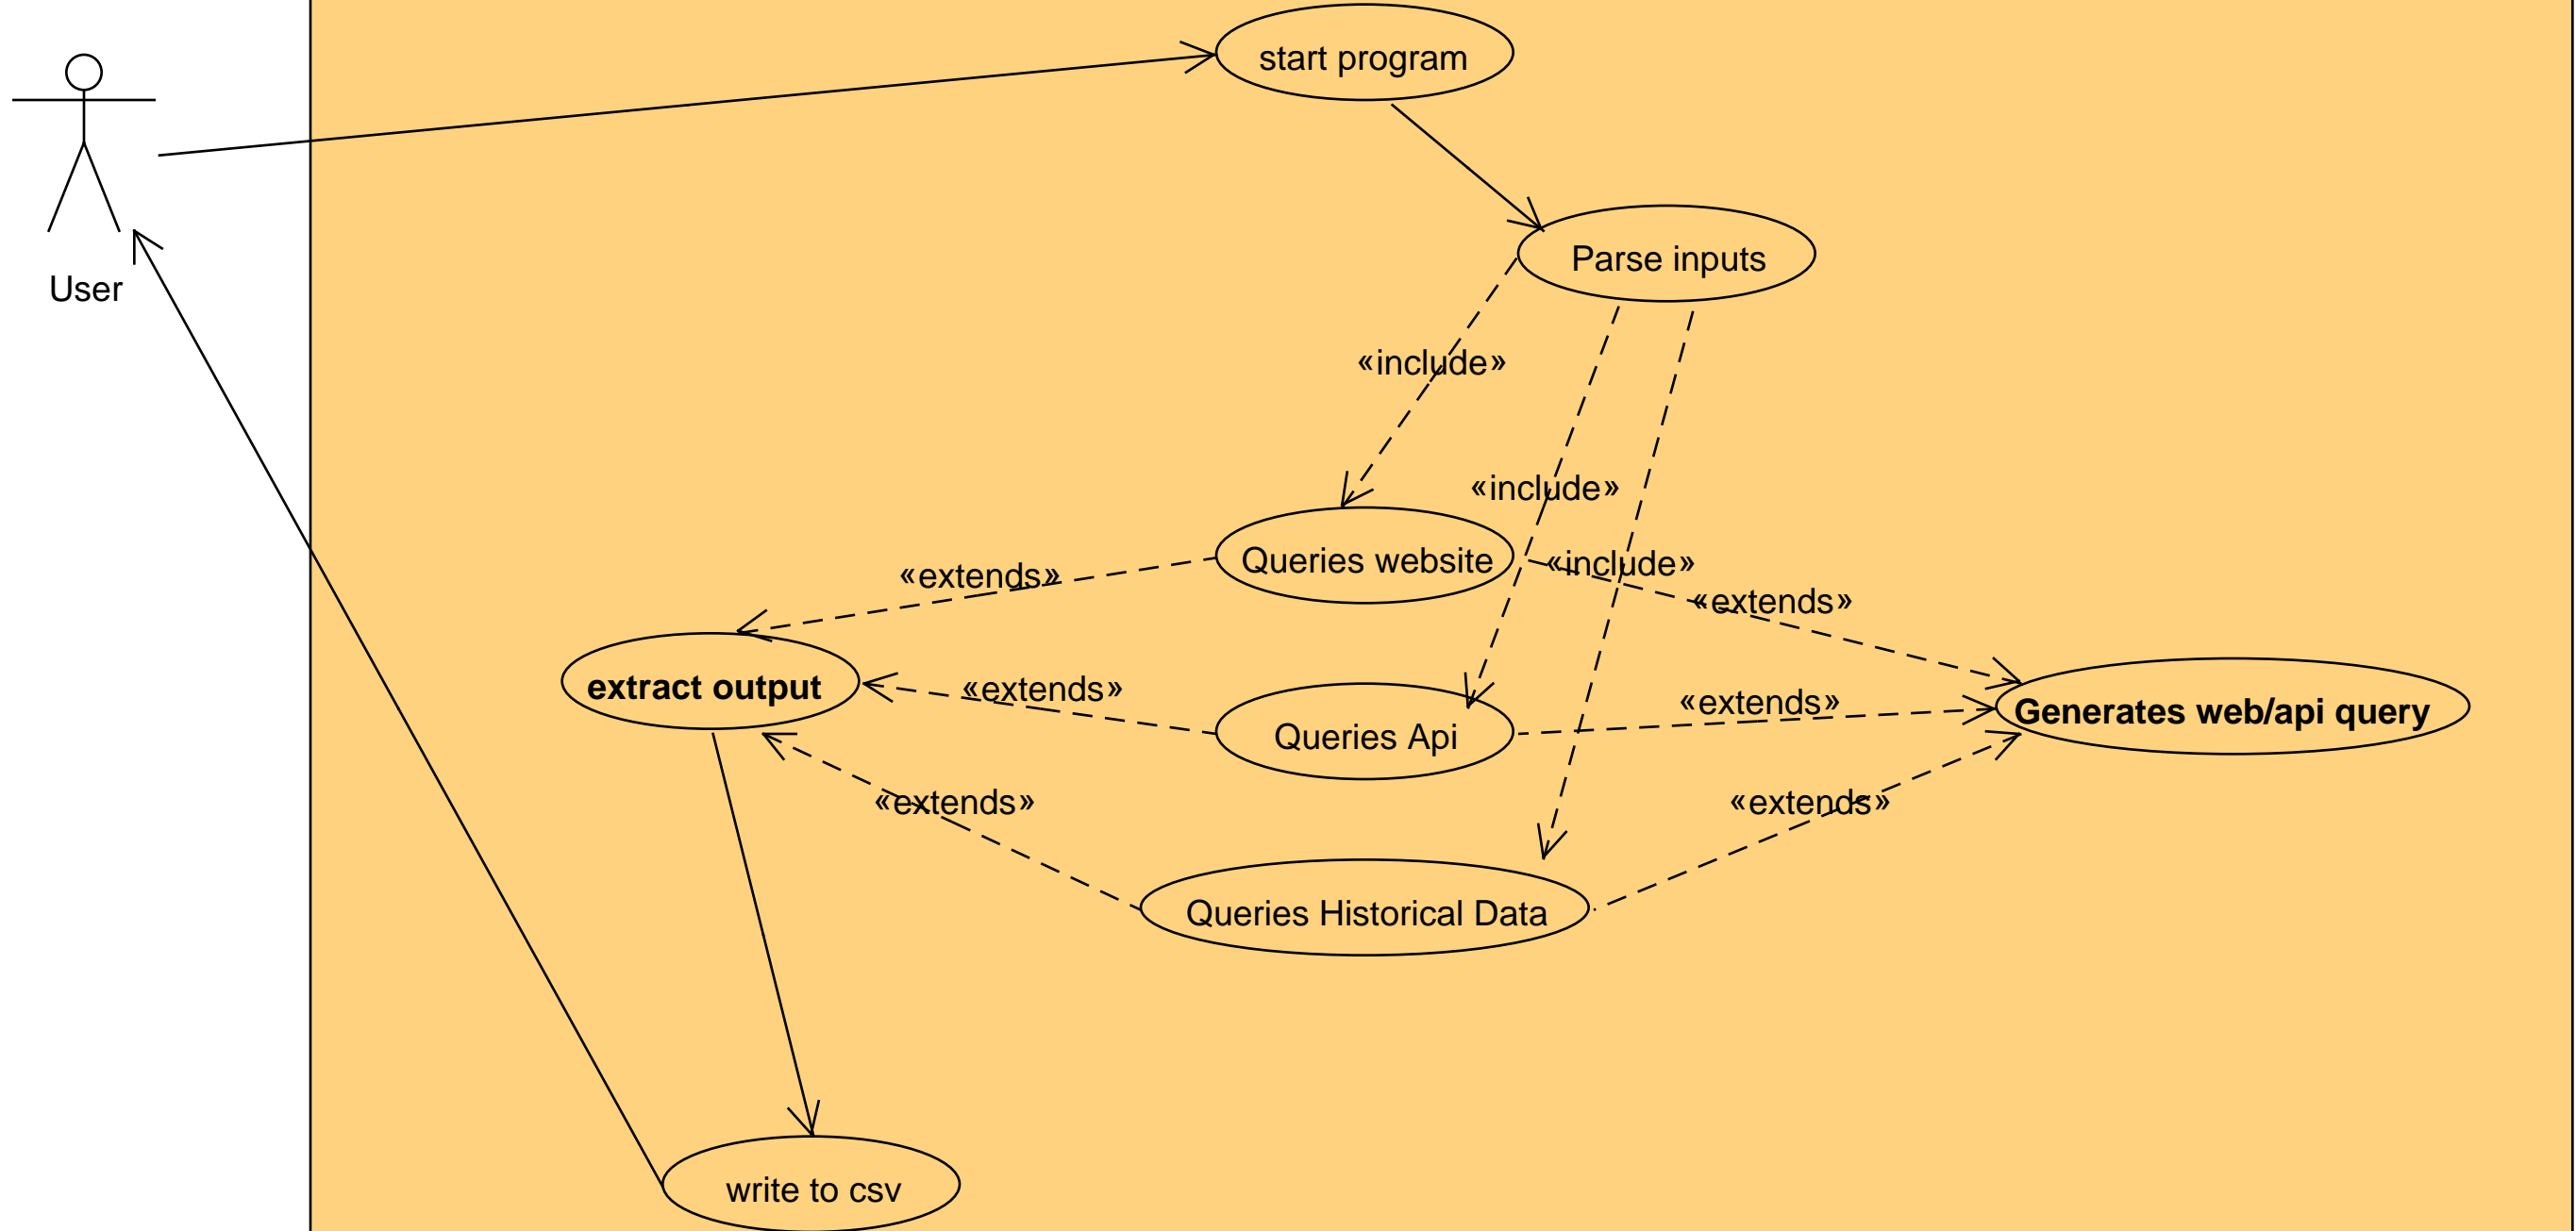 start program
Parse inputs
User
«include»
«include»
Queries website
«include»
«extends»
«extends»
extract output
«extends»
«extends»
Generates web/api query
Queries Api
«extends»
«extends»
Queries Historical Data
write to csv